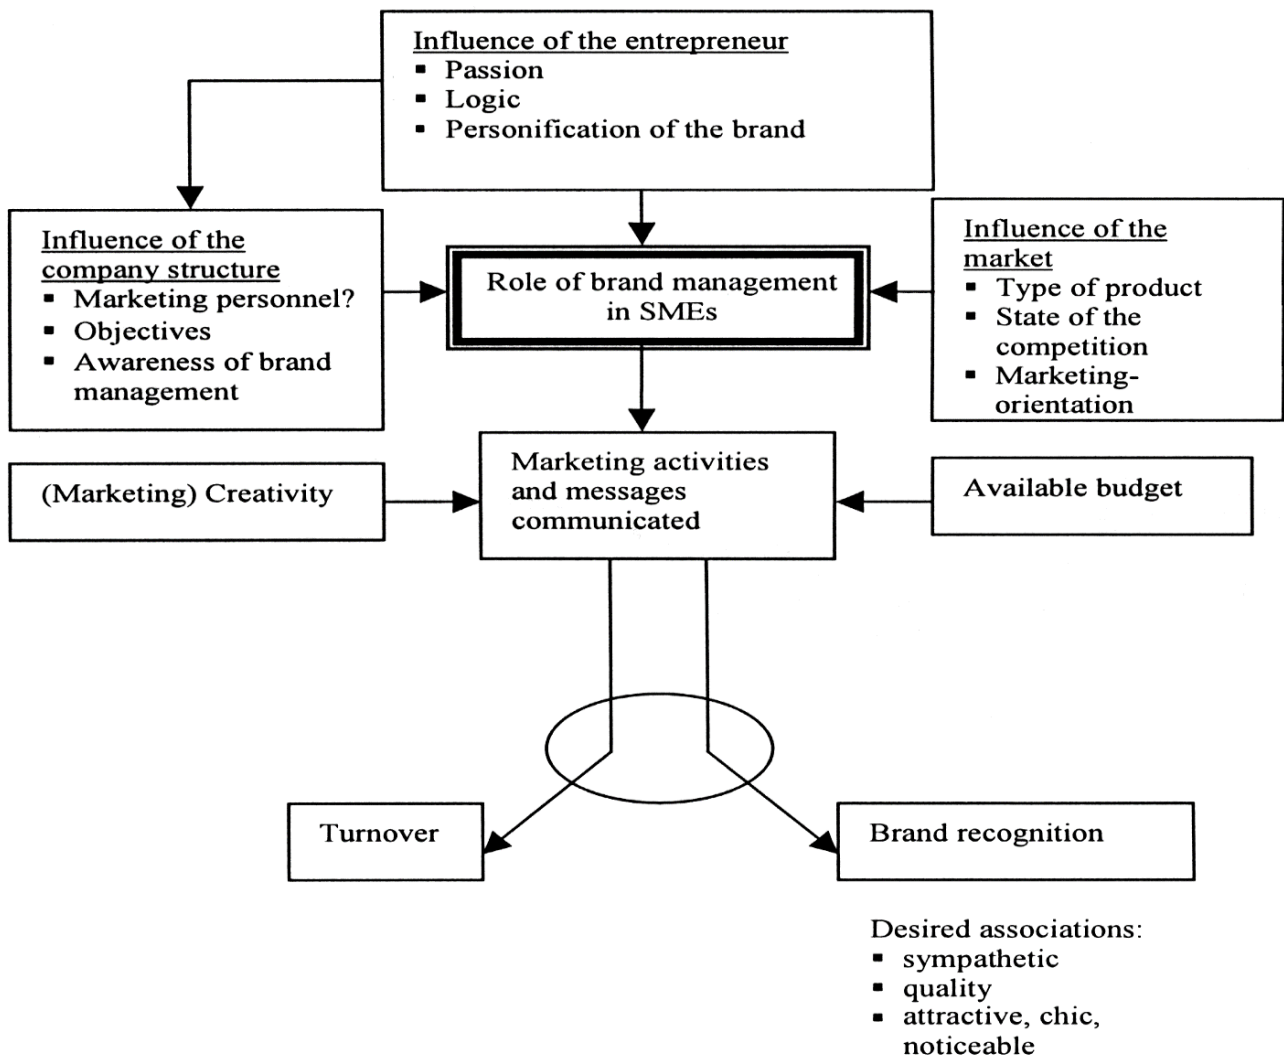 Influence of the entrepreneur
▪ Passion
▪ Logic
▪ Personification of the brand
Influence of the
company structure
▪ Marketing personnel?
▪ Objectives
▪ Awareness of brand
management
Role of brand management
in SMEs
Influence of the
market
▪ Type of product
▪ State of the
competition
▪ Marketing-
orientation
(Marketing) Creativity
Marketing activities
and messages
communicated
Available budget
Turnover
Brand recognition
Desired associations:
▪ sympathetic
▪ quality
▪ attractive, chic,
noticeable